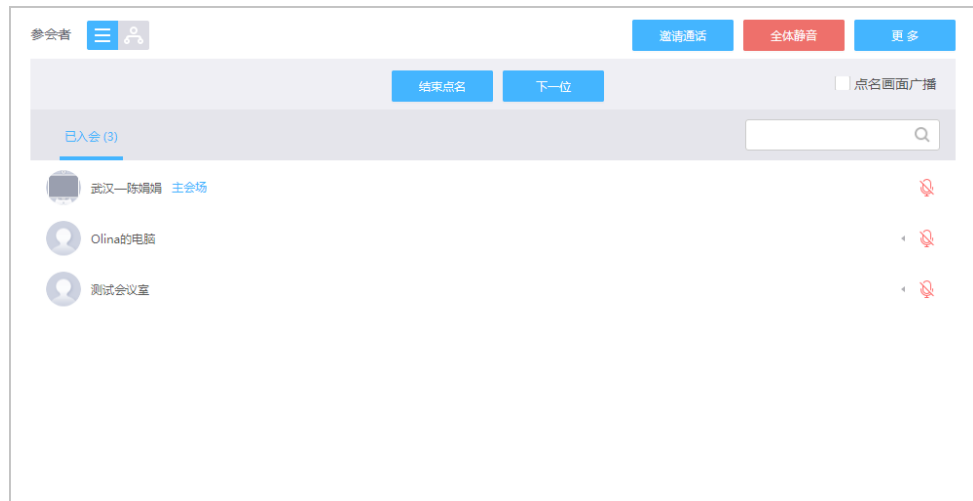 参会者 邀请通话 全体静音 更多
结束点名 下一位 点名画面广播
已入会 (3)
武汉—陈娟娟 主会场
Olina的电脑
测试会议室